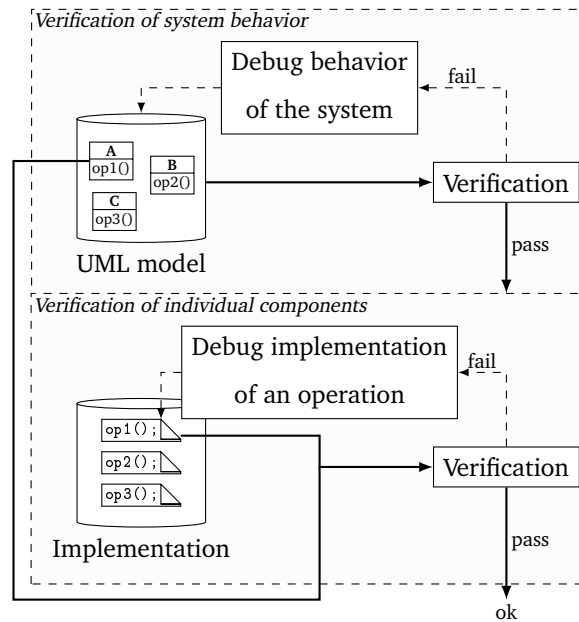 Verification of system behavior
Debug behavior
of the system
fail
A
op1()
B
op2()
C
op3()
Verification
UML model
pass
Verification of individual components
Debug implementation
of an operation
fail
op1();
op2();
op3();
Verification
Implementation
pass
ok